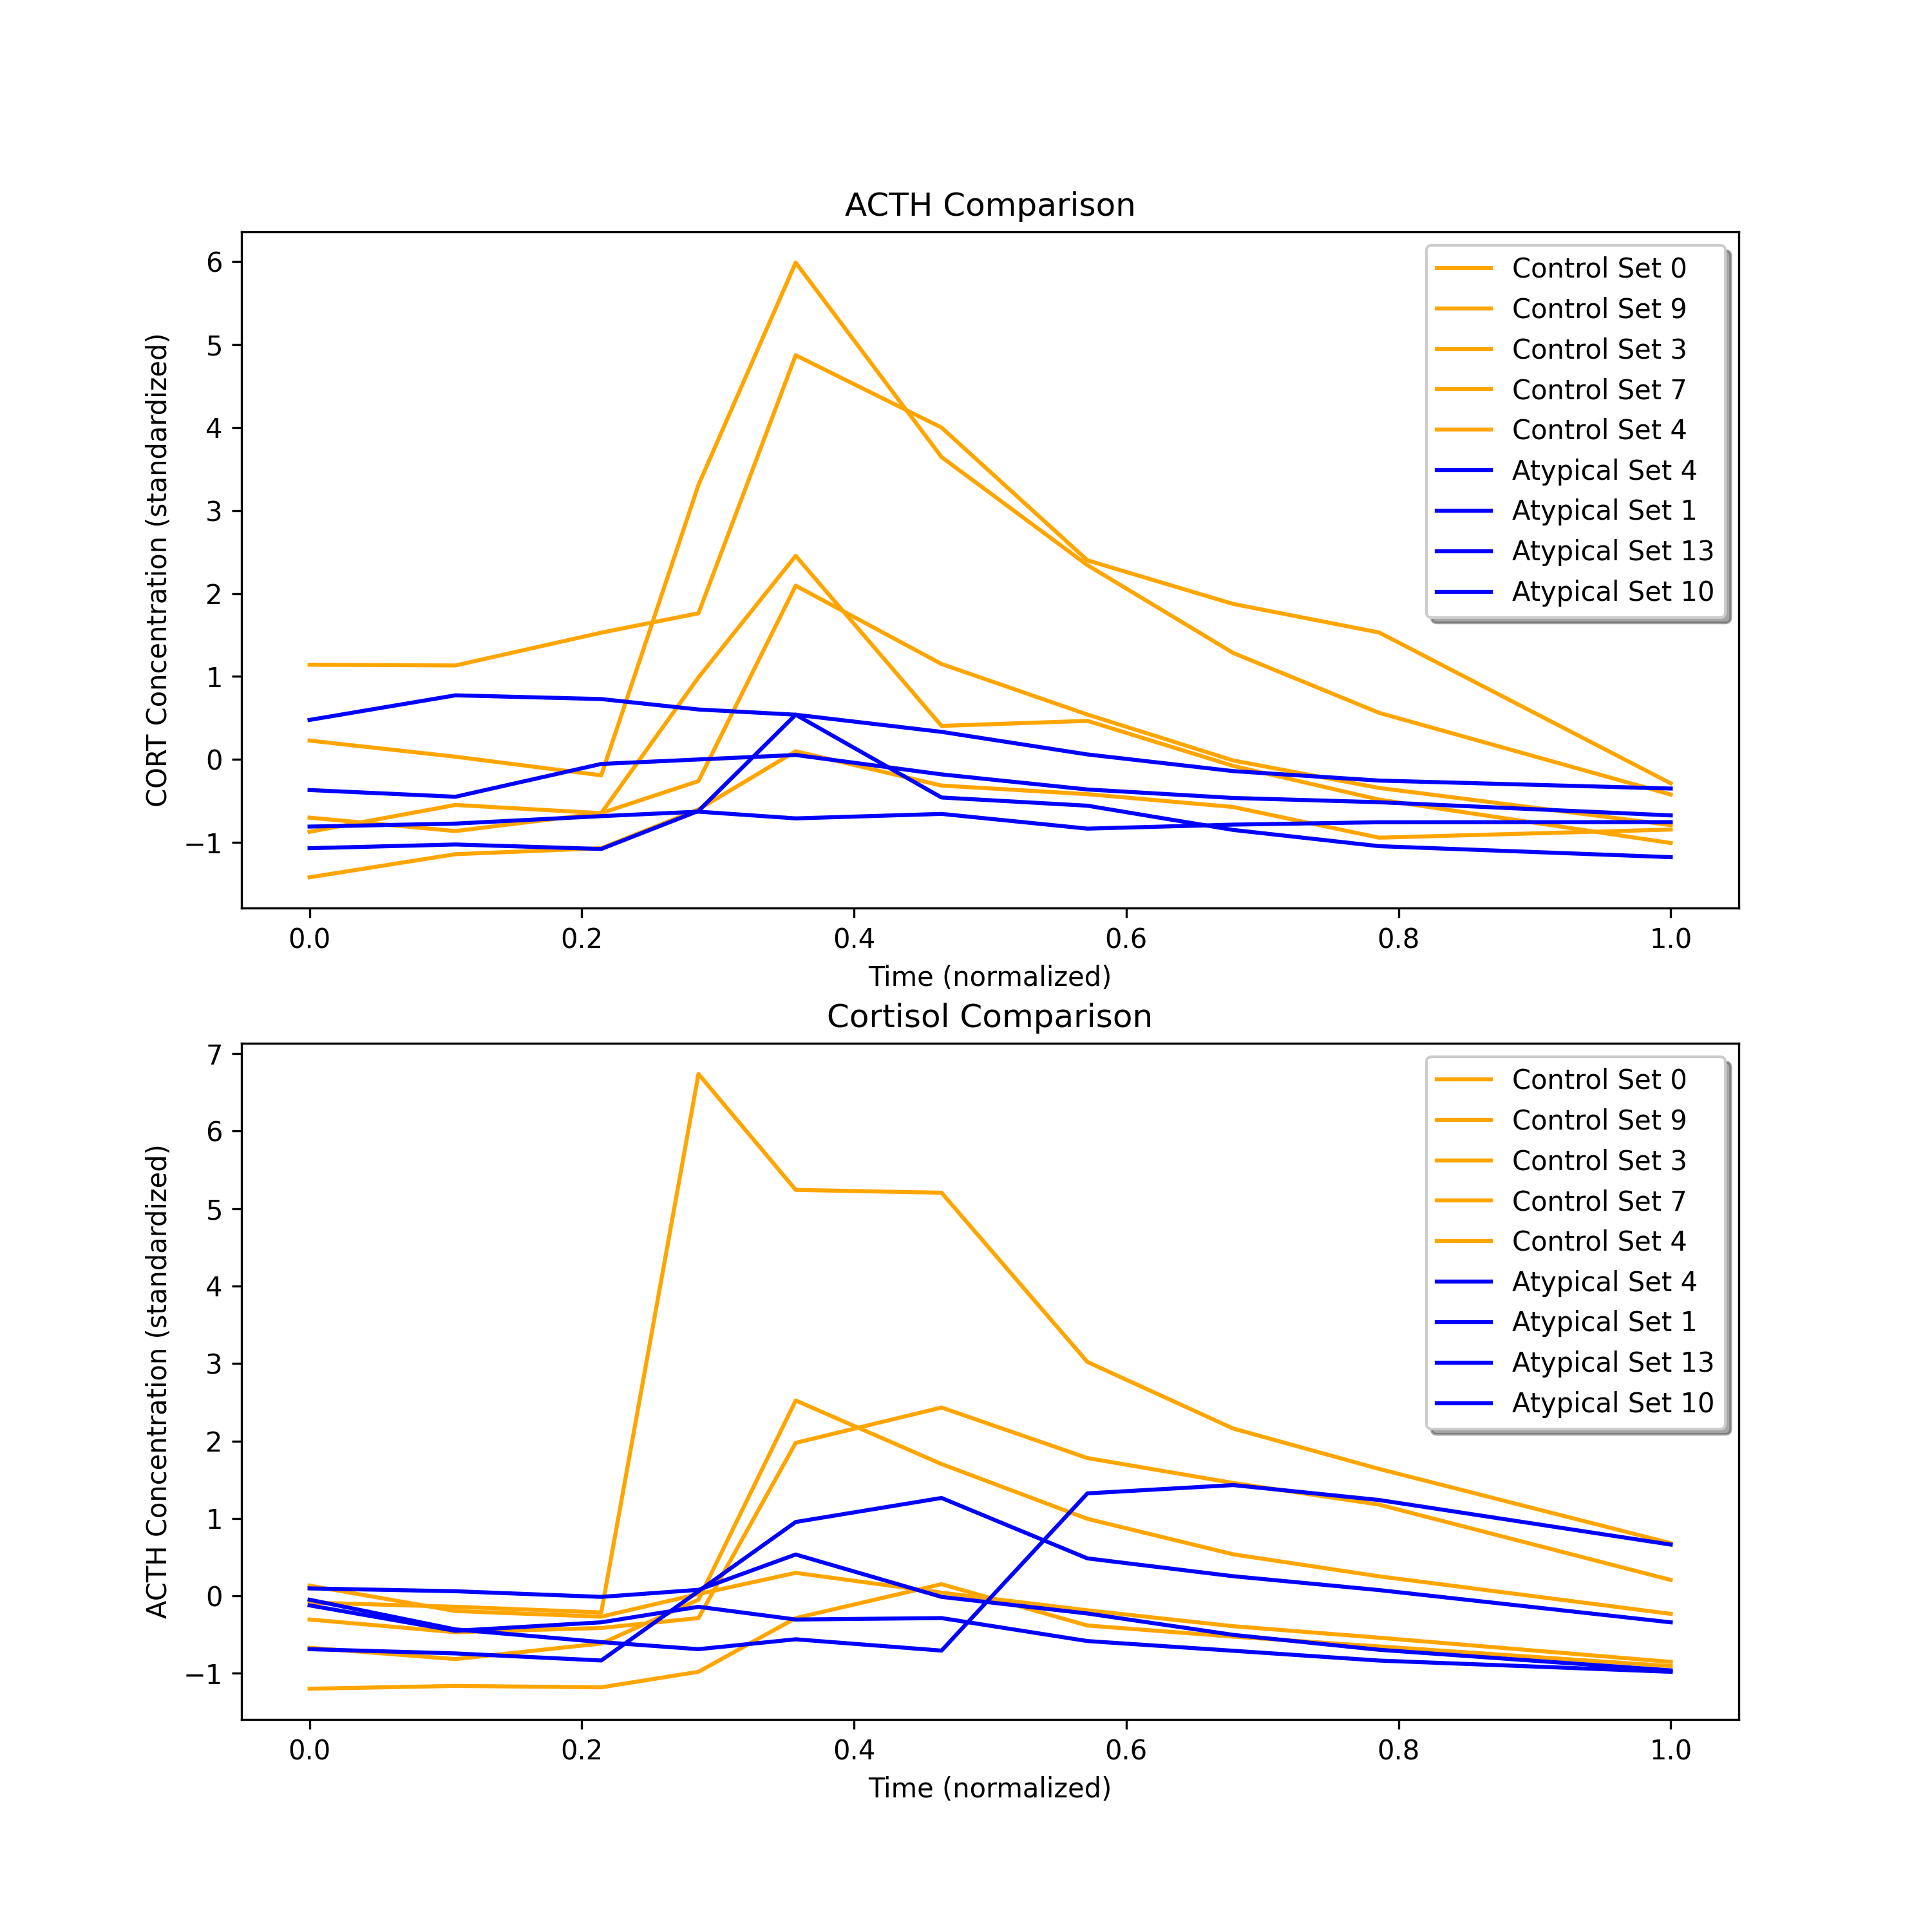 ACTH Comparison
CORT Concentration (standardized)
6
5
4
3
2
1
0
−1
Control Set 0
Control Set 9
Control Set 3
Control Set 7
Control Set 4
Atypical Set 4
Atypical Set 1
Atypical Set 13
Atypical Set 10
0.0 0.2 0.4 0.6 0.8 1.0
Time (normalized)
Cortisol Comparison
ACTH Concentration (standardized)
7
6
5
4
3
2
1
0
−1
Control Set 0
Control Set 9
Control Set 3
Control Set 7
Control Set 4
Atypical Set 4
Atypical Set 1
Atypical Set 13
Atypical Set 10
0.0 0.2 0.4 0.6 0.8 1.0
Time (normalized)